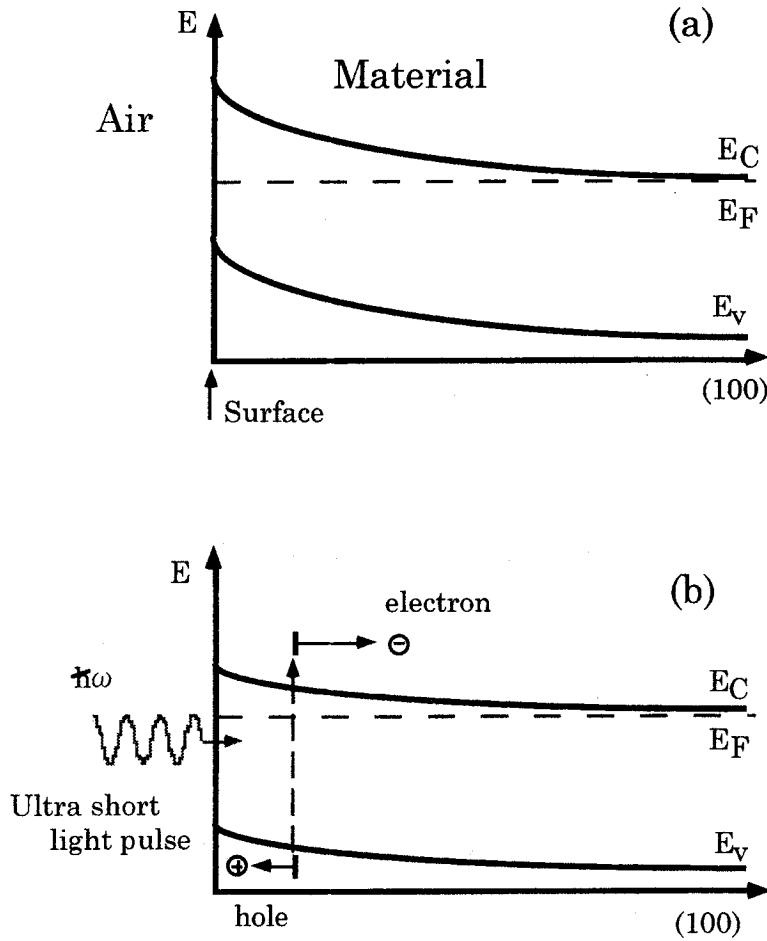 E
(a)
Material
Air
E_C
E_F
E_v
(100)
Surface
E
electron
(b)
⊖
ħω
E_C
E_F
Ultra short
light pulse
E_v
⊕
hole
(100)